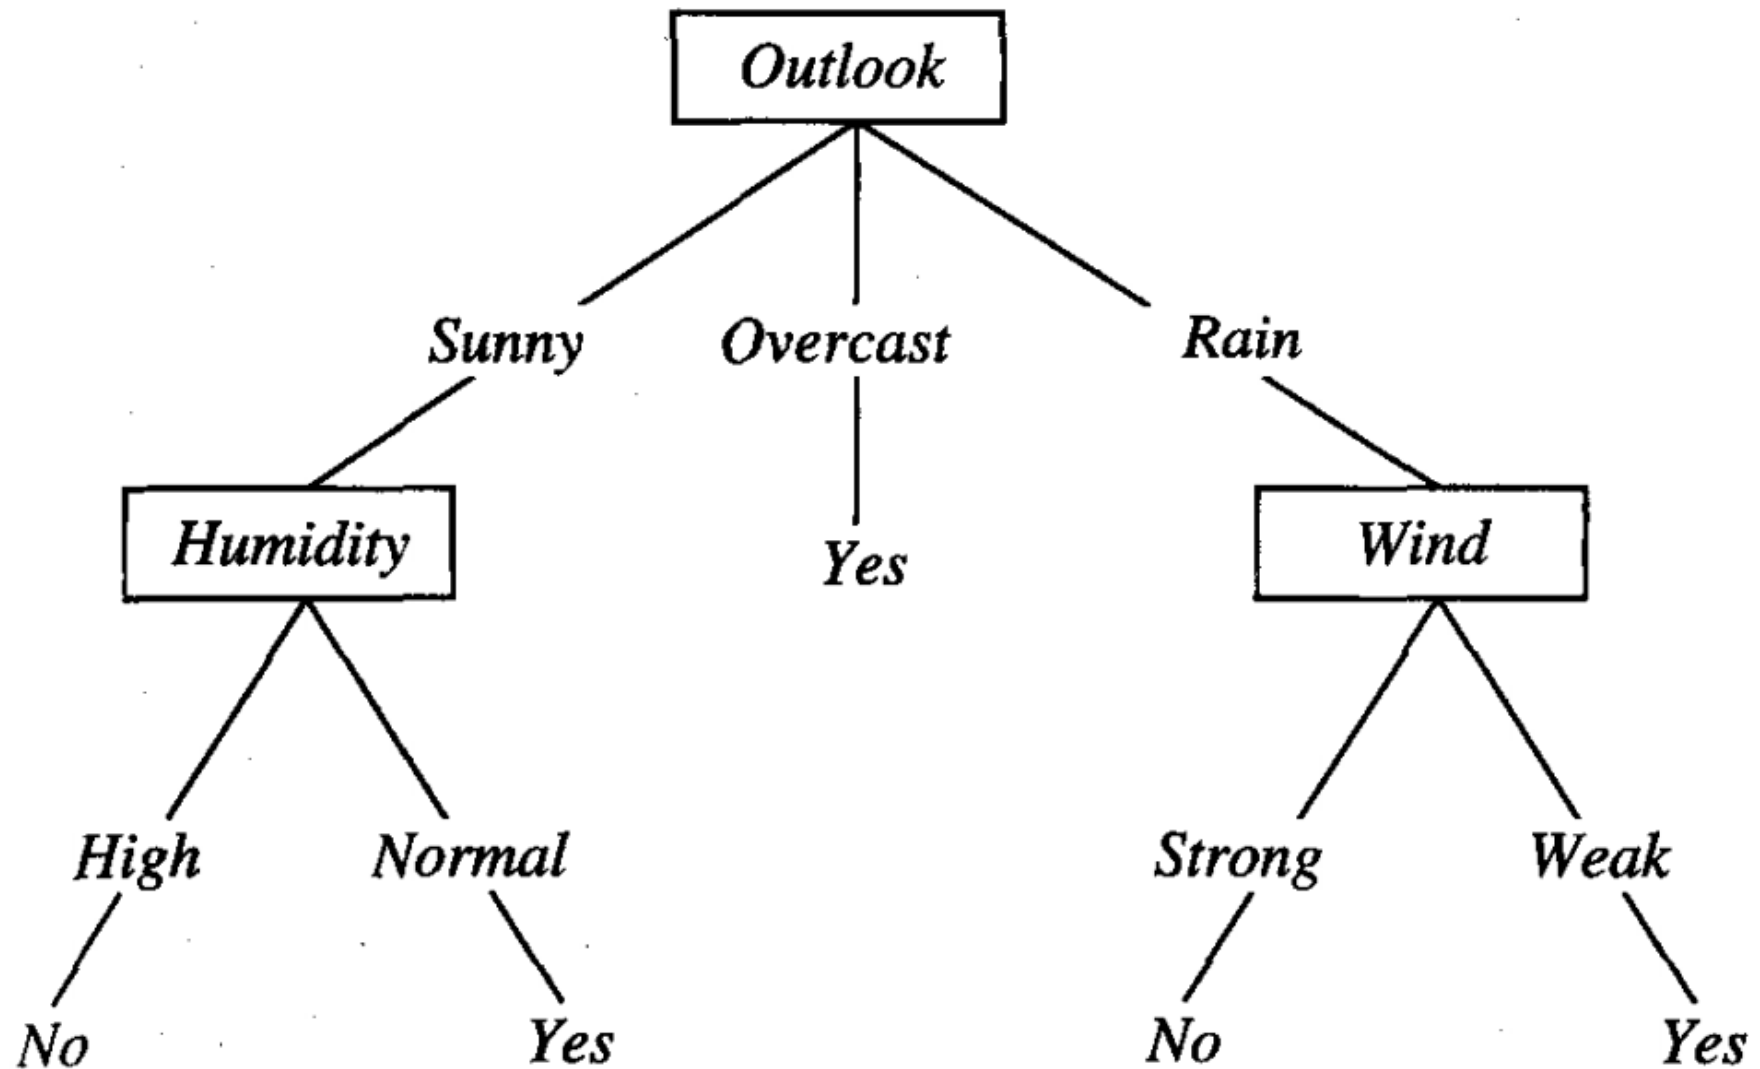 Outlook
Sunny Overcast Rain
Humidity Yes Wind
High Normal Strong Weak
No Yes No Yes